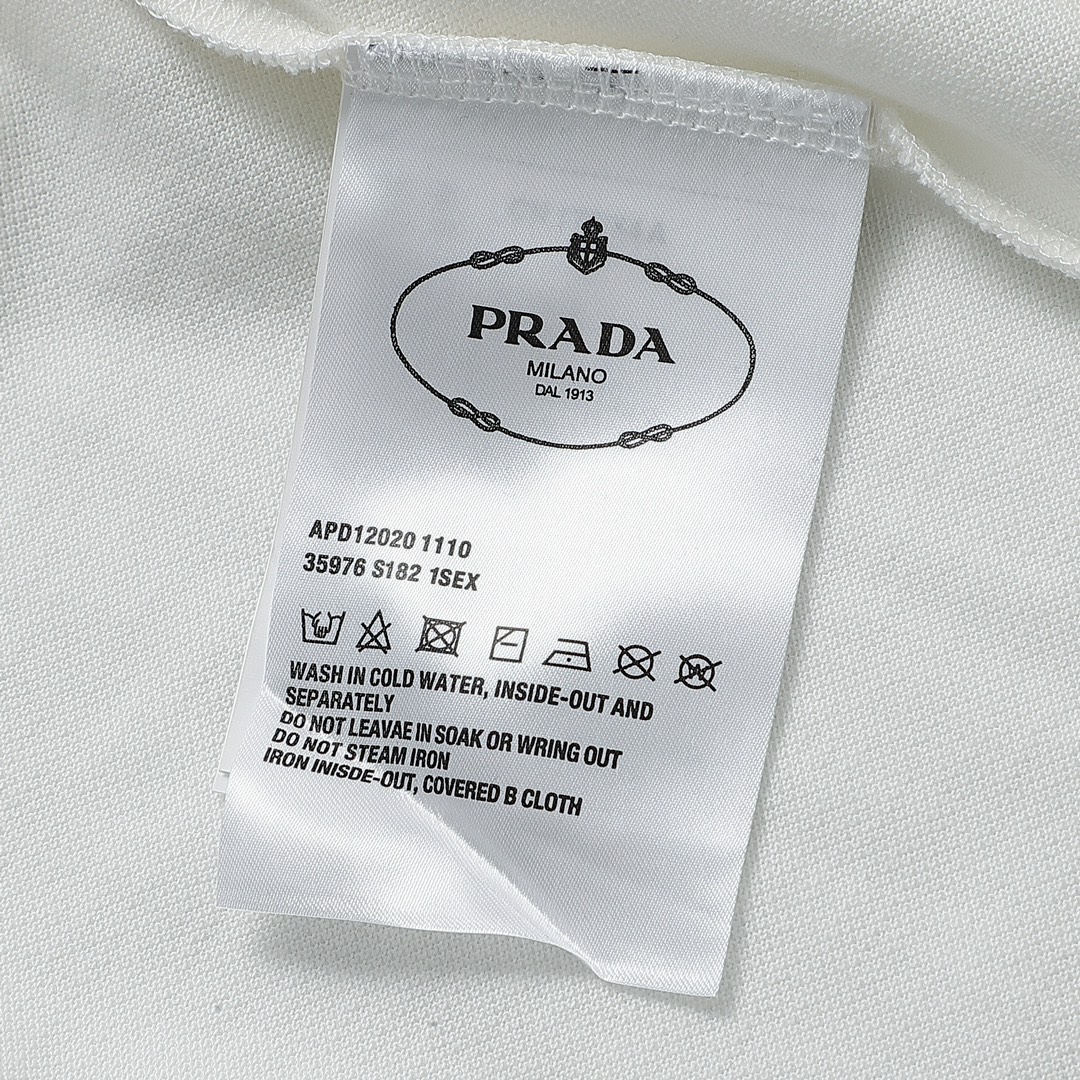 PRADA
MILANO
DAL 1913
APD12020 1110
35976 S182 1SEX
WASH IN COLD WATER, INSIDE-OUT AND
SEPARATELY
DO NOT LEAVAE IN SOAK OR WRING OUT
DO NOT STEAM IRON
IRON INISDE-OUT, COVERED B CLOTH